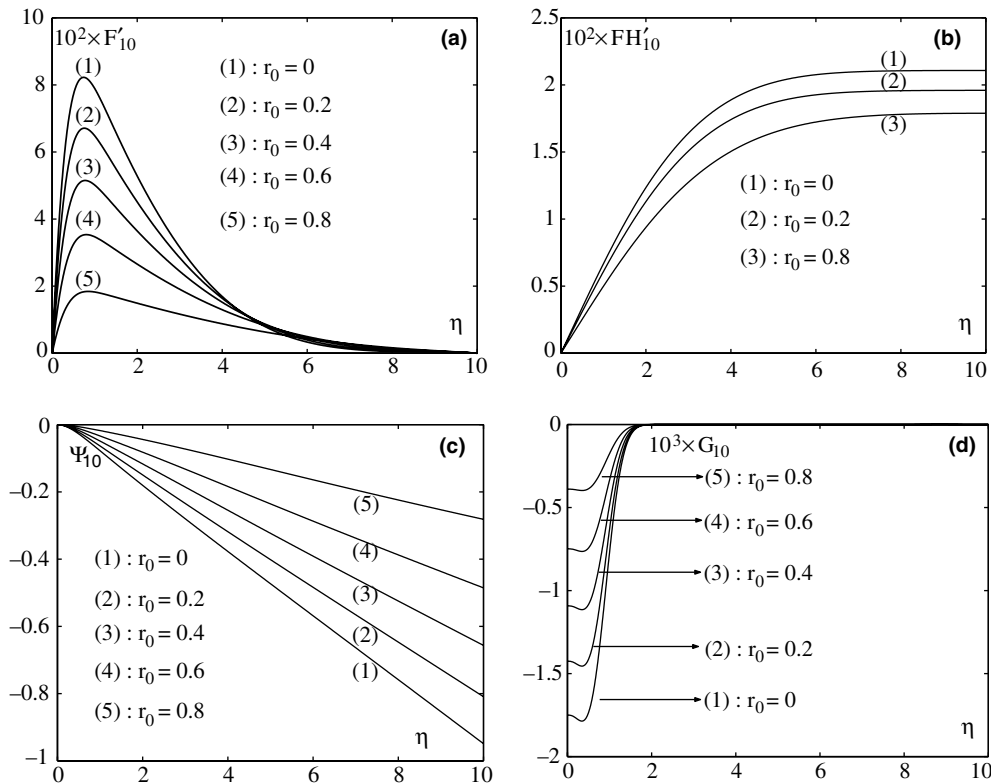 10
10²×F′₁₀
(a)
8
(1)
(1) : r₀ = 0
(2)
(2) : r₀ = 0.2
6
(3)
(3) : r₀ = 0.4
4
(4)
(4) : r₀ = 0.6
(5) : r₀ = 0.8
2
(5)
η
0
0 2 4 6 8 10
2.5
10²×FH′₁₀
(b)
(1)
2
(2)
(3)
1.5
(1) : r₀ = 0
1
(2) : r₀ = 0.2
(3) : r₀ = 0.8
0.5
η
0
0 2 4 6 8 10
0
Ψ₁₀
(c)
−0.2
(5)
−0.4
(1) : r₀ = 0
(4)
(2) : r₀ = 0.2
(3)
−0.6
(3) : r₀ = 0.4
(2)
(4) : r₀ = 0.6
(1)
−0.8
(5) : r₀ = 0.8
η
−1
0 2 4 6 8 10
0
10³×G₁₀
(d)
(5) : r₀ = 0.8
−0.5
(4) : r₀ = 0.6
(3) : r₀ = 0.4
−1
(2) : r₀ = 0.2
−1.5
(1) : r₀ = 0
η
−2
0 2 4 6 8 10